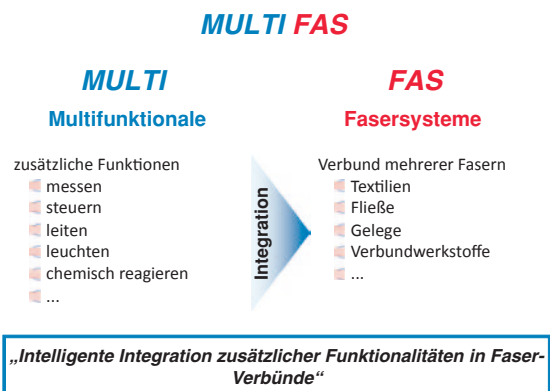 MULTI FAS
MULTI
Multifunktionale
zusätzliche Funktionen
messen
steuern
leiten
leuchten
chemisch reagieren
...
Integration
FAS
Fasersysteme
Verbund mehrerer Fasern
Textilien
Fließe
Gelege
Verbundwerkstoffe
...
„Intelligente Integration zusätzlicher Funktionalitäten in Faser-
Verbünde“